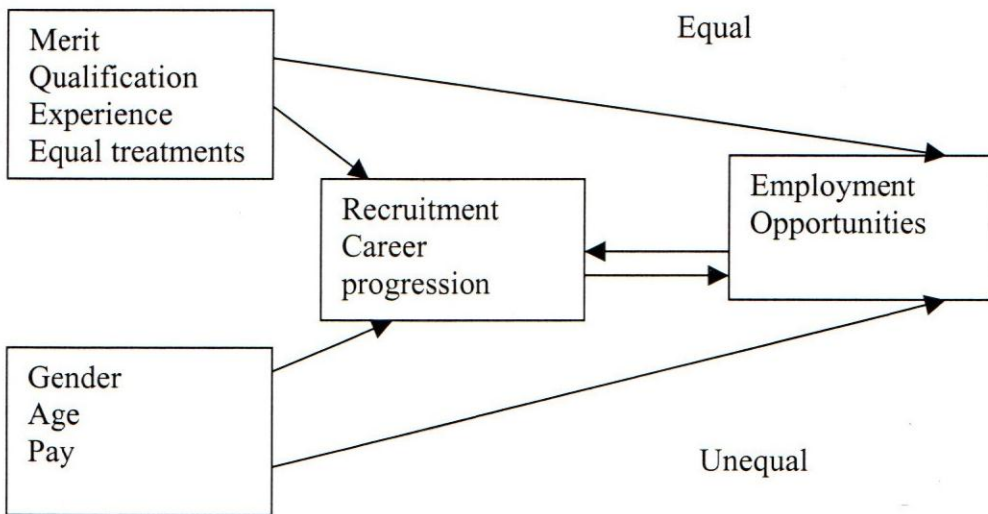 Equal
Merit
Qualification
Experience
Equal treatments
Recruitment
Career
progression
Employment
Opportunities
Gender
Age
Pay
Unequal